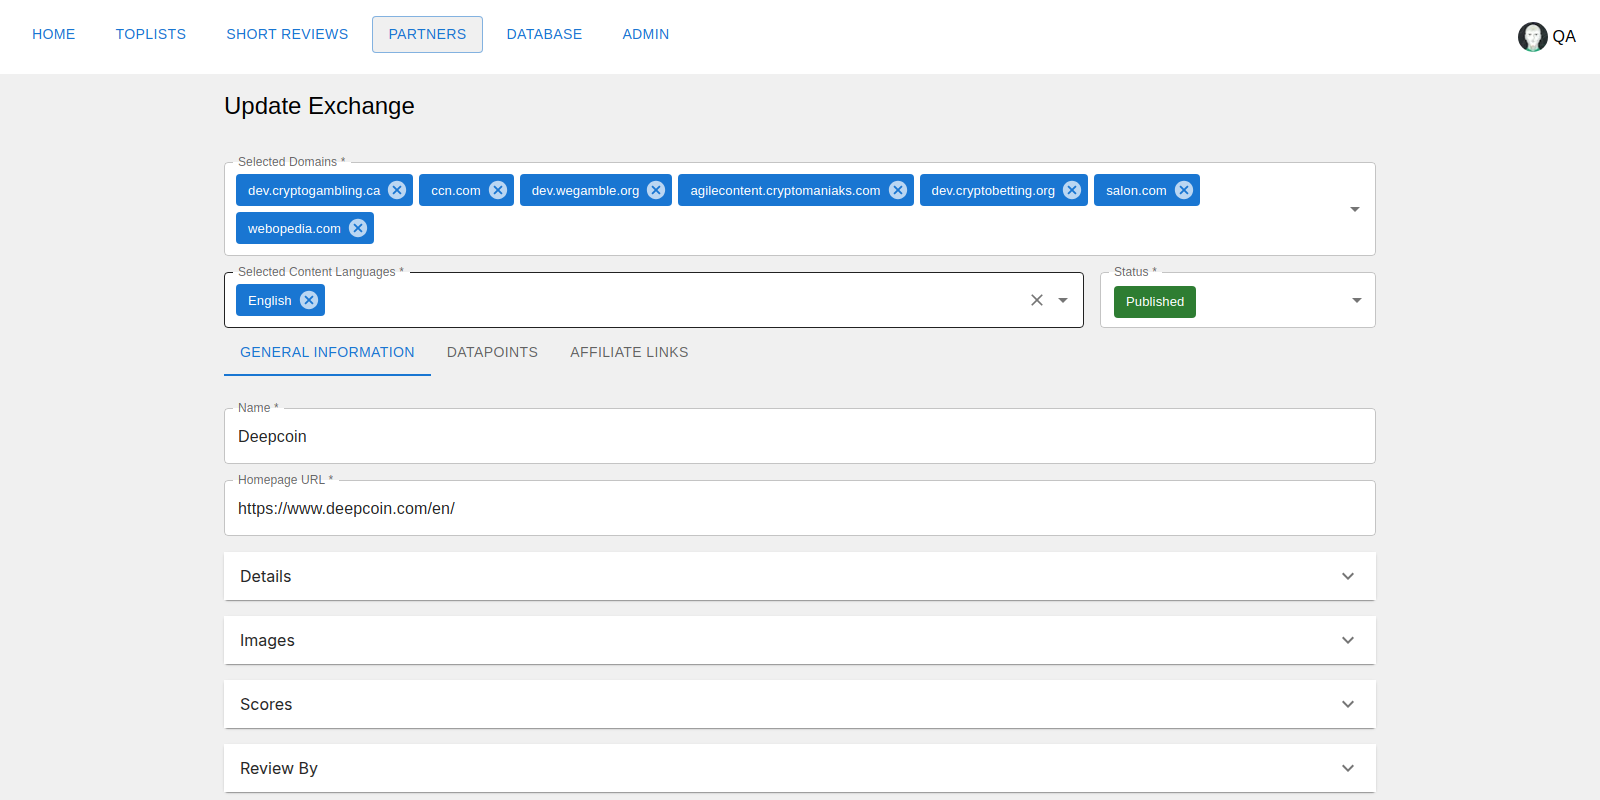 HOME TOPLISTS SHORT REVIEWS PARTNERS DATABASE ADMIN QA
Update Exchange
Selected Domains *
dev.cryptogambling.ca ccn.com dev.wegamble.org agilecontent.cryptomaniaks.com dev.cryptobetting.org salon.com
webopedia.com
Selected Content Languages * Status *
English Published
GENERAL INFORMATION DATAPOINTS AFFILIATE LINKS
Name *
Deepcoin
Homepage URL *
https://www.deepcoin.com/en/
Details
Images
Scores
Review By